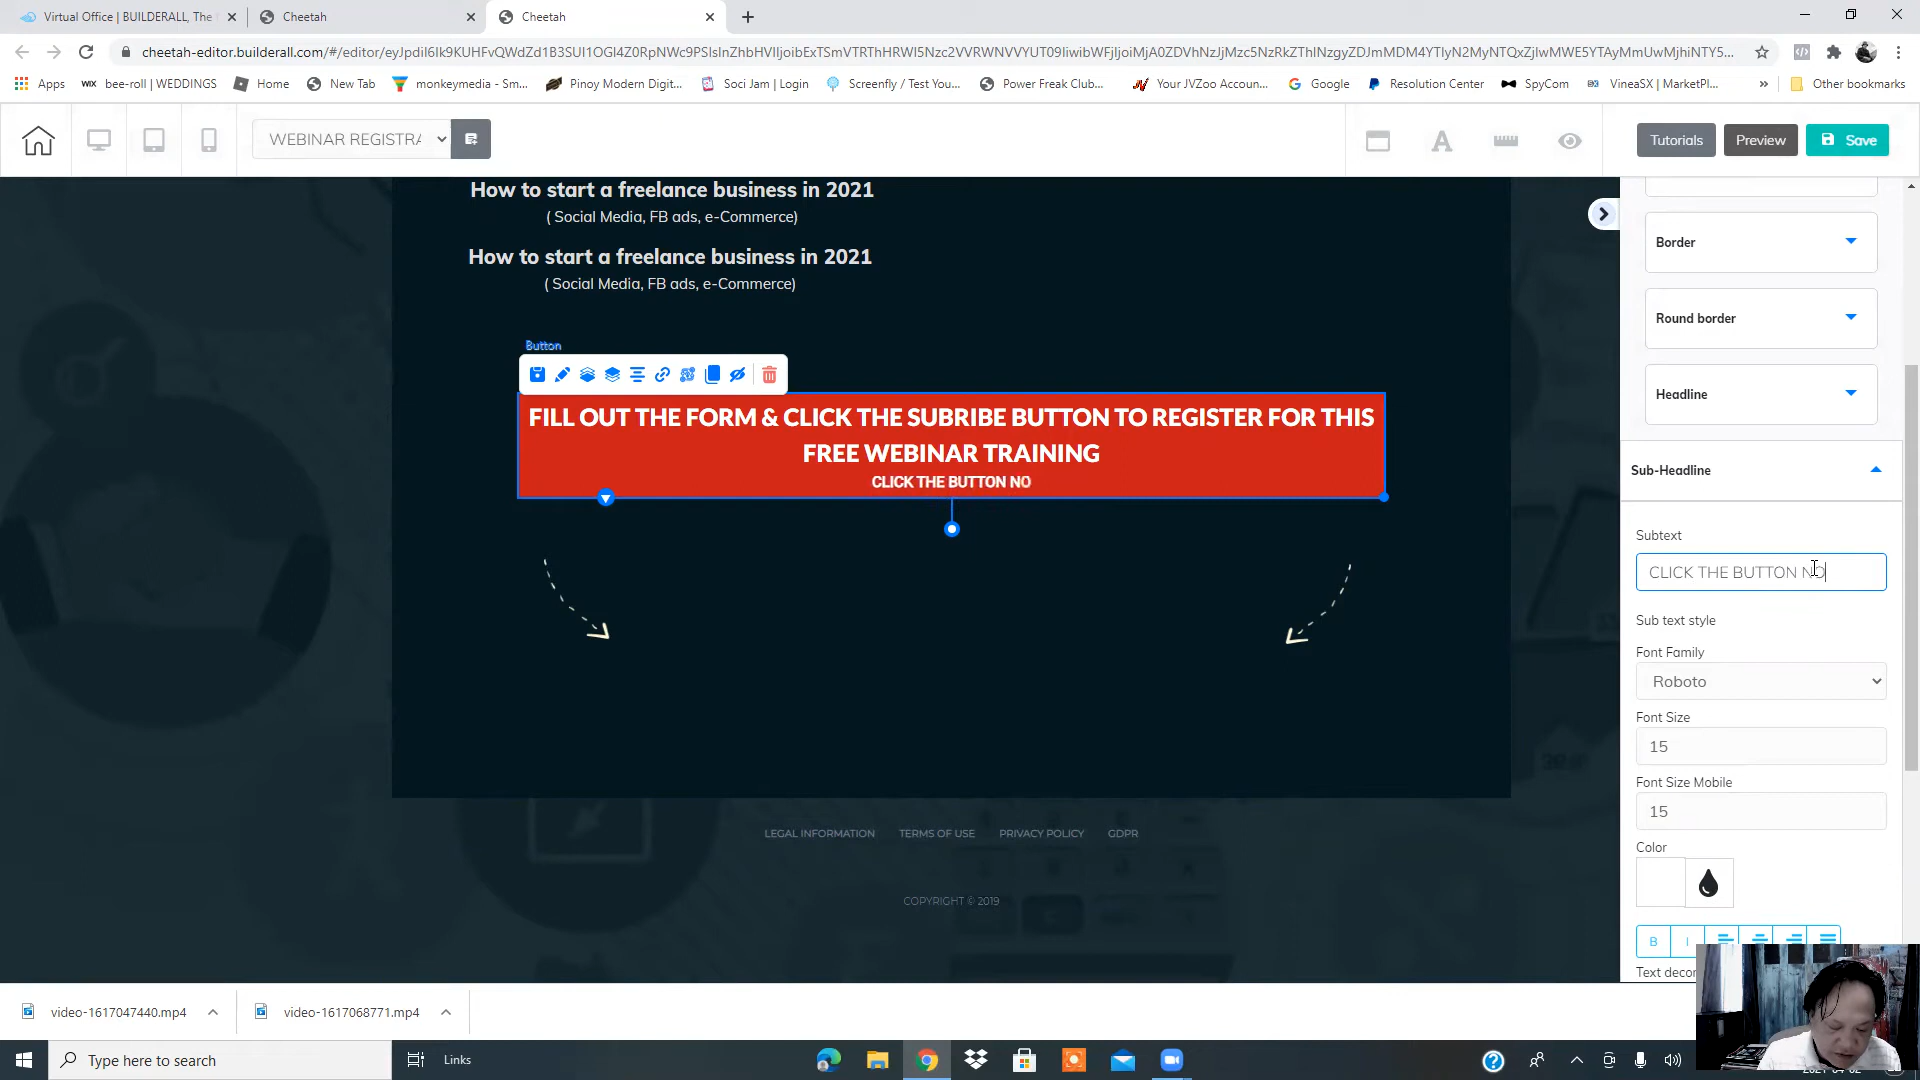 Virtual Office | BUILDERALL, The
Cheetah
Cheetah
cheetah-editor.builderall.com/#/editor/
Apps
WIX bee-roll | WEDDINGS
Home
New Tab
monkeymedia - Sm...
Pinoy Modern Digit...
Soci Jam | Login
Screenfly / Test You...
Power Freak Club...
Your JVZoo Accoun...
Google
Resolution Center
SpyCom
VineaSX | MarketPl...
Other bookmarks
WEBINAR REGISTRA
Tutorials
Preview
Save
How to start a freelance business in 2021
( Social Media, FB ads, e-Commerce)
How to start a freelance business in 2021
( Social Media, FB ads, e-Commerce)
Button
FILL OUT THE FORM & CLICK THE SUBRIBE BUTTON TO REGISTER FOR THIS
FREE WEBINAR TRAINING
CLICK THE BUTTON NO
Border
Round border
Headline
Sub-Headline
Subtext
CLICK THE BUTTON NO
Sub text style
Font Family
Roboto
Font Size
15
Font Size Mobile
15
Color
B I
Text decor
LEGAL INFORMATION TERMS OF USE PRIVACY POLICY GDPR
COPYRIGHT © 2019
video-1617047440.mp4
video-1617068771.mp4
Type here to search
Links